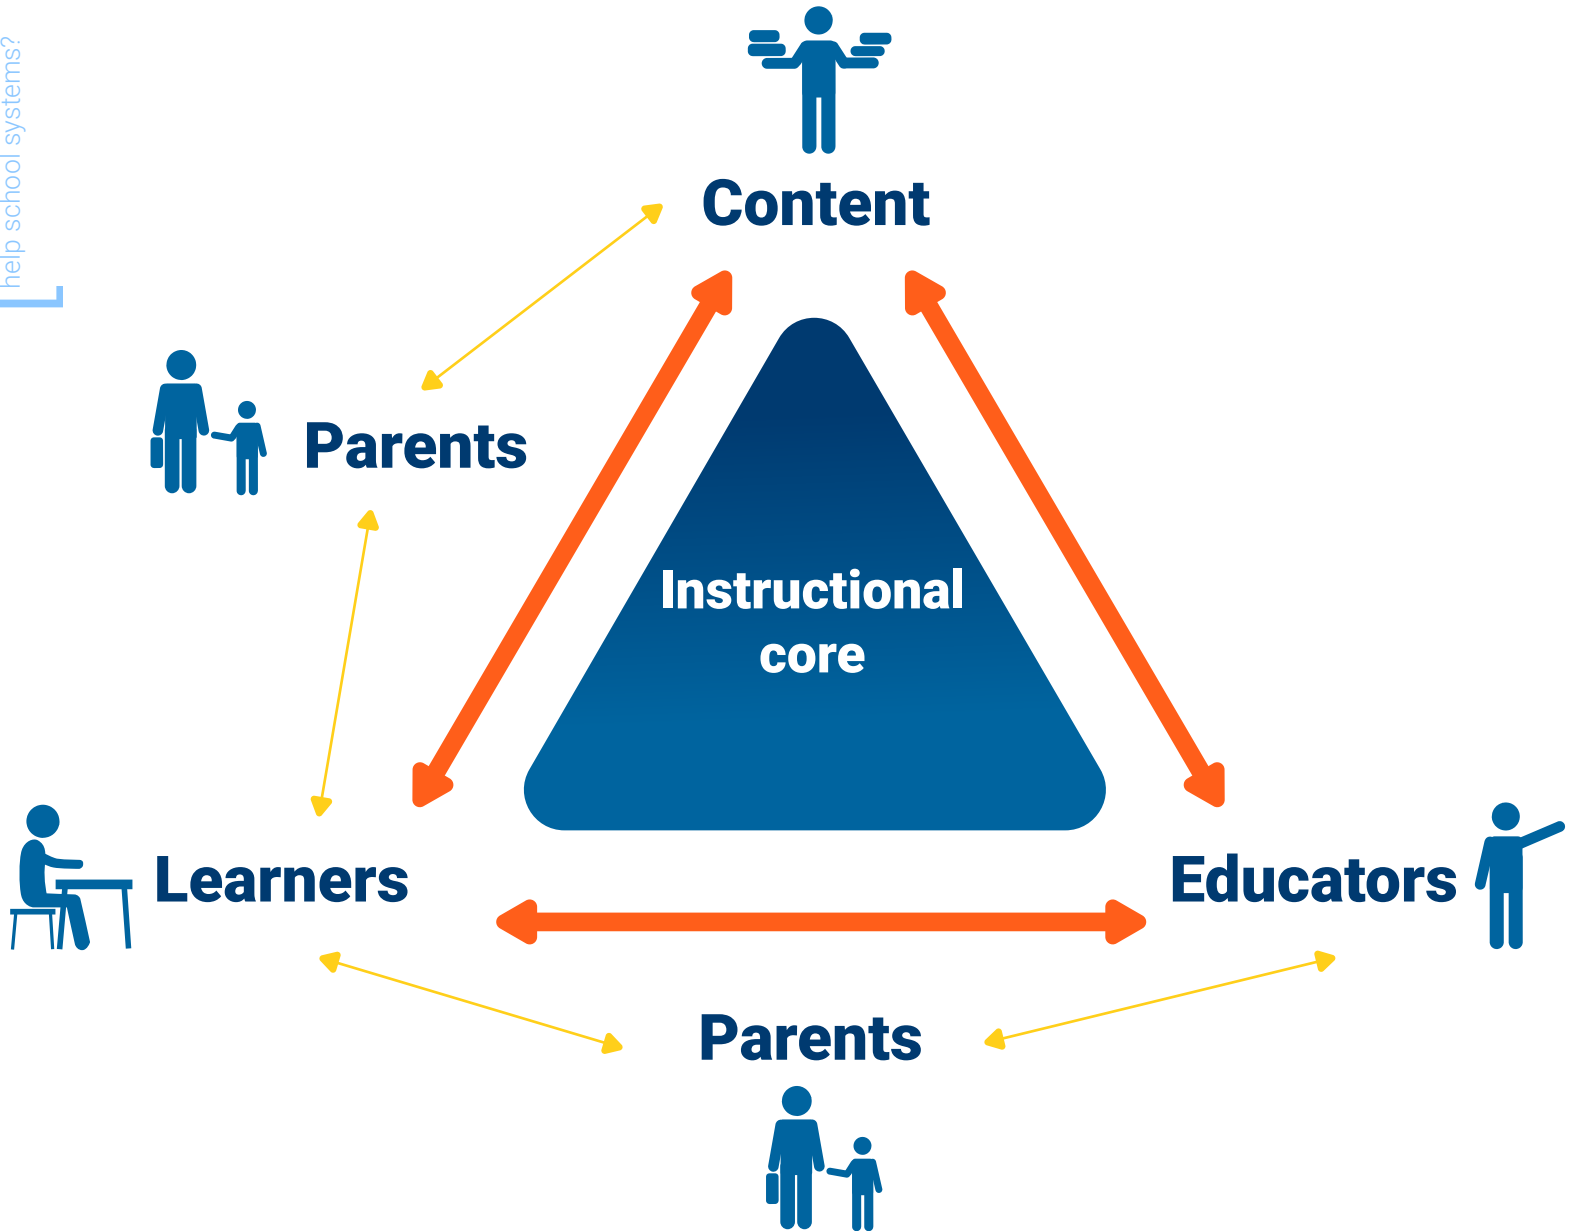 help school systems?
Content
Parents
Instructional
core
Learners
Educators
Parents